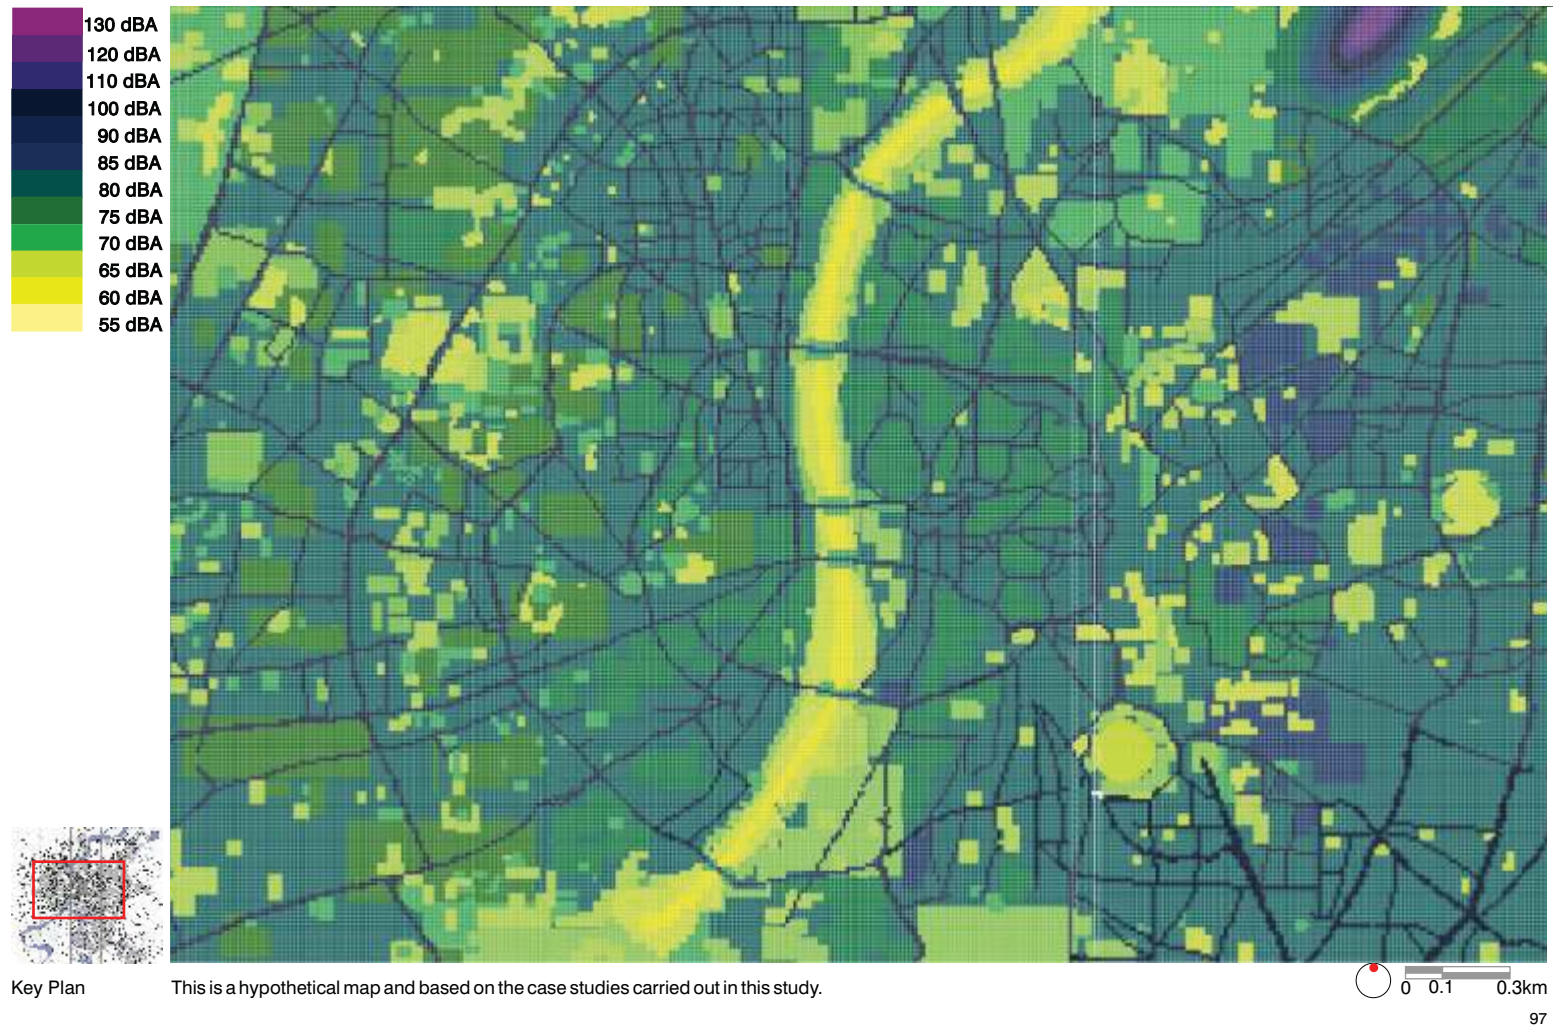 130 dBA
120 dBA
110 dBA
100 dBA
90 dBA
85 dBA
80 dBA
75 dBA
70 dBA
65 dBA
60 dBA
55 dBA
Key Plan
This is a hypothetical map and based on the case studies carried out in this study.
0 0.1 0.3km
97